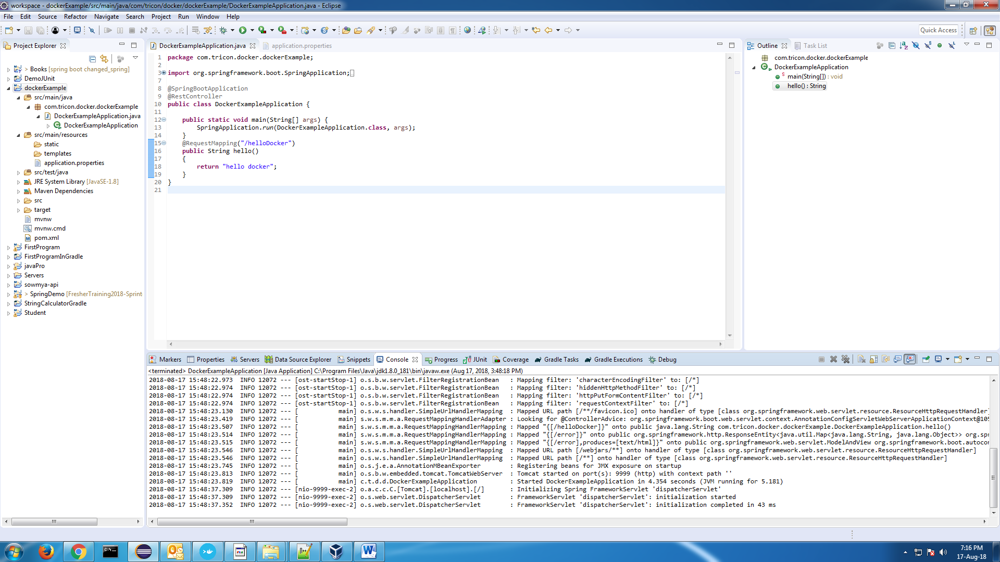 workspace - dockerExample/src/main/java/com/tricon/docker/dockerExample/DockerExampleApplication.java - Eclipse
File Edit Source Refactor Navigate Search Project Run Window Help
Quick Access
Project Explorer
> Books [spring boot changed_spring]
DemoJUnit
dockerExample
src/main/java
com.tricon.docker.dockerExample
DockerExampleApplication.java
DockerExampleApplication
src/main/resources
static
templates
application.properties
src/test/java
JRE System Library [JavaSE-1.8]
Maven Dependencies
src
target
mvnw
mvnw.cmd
pom.xml
FirstProgram
FirstProgramInGradle
javaPro
Servers
sowmya-api
> SpringDemo [FresherTraining2018-Sprint
StringCalculatorGradle
Student
DockerExampleApplication.java application.properties
1 package com.tricon.docker.dockerExample;
2
3 import org.springframework.boot.SpringApplication;
7
8 @SpringBootApplication
9 @RestController
10 public class DockerExampleApplication {
11
12 public static void main(String[] args) {
13 SpringApplication.run(DockerExampleApplication.class, args);
14 }
15 @RequestMapping("/helloDocker")
16 public String hello()
17 {
18 return "hello docker";
19 }
20 }
21
Outline Task List
com.tricon.docker.dockerExample
DockerExampleApplication
main(String[]) : void
hello() : String
Markers Properties Servers Data Source Explorer Snippets Console Progress JUnit Coverage Gradle Tasks Gradle Executions Debug
<terminated> DockerExampleApplication [Java Application] C:\Program Files\Java\jdk1.8.0_181\bin\javaw.exe (Aug 17, 2018, 3:48:18 PM)
2018-08-17 15:48:22.973 INFO 12072 --- [ost-startStop-1] o.s.b.w.servlet.FilterRegistrationBean : Mapping filter: 'characterEncodingFilter' to: [/*]
2018-08-17 15:48:22.974 INFO 12072 --- [ost-startStop-1] o.s.b.w.servlet.FilterRegistrationBean : Mapping filter: 'hiddenHttpMethodFilter' to: [/*]
2018-08-17 15:48:22.974 INFO 12072 --- [ost-startStop-1] o.s.b.w.servlet.FilterRegistrationBean : Mapping filter: 'httpPutFormContentFilter' to: [/*]
2018-08-17 15:48:22.974 INFO 12072 --- [ost-startStop-1] o.s.b.w.servlet.FilterRegistrationBean : Mapping filter: 'requestContextFilter' to: [/*]
2018-08-17 15:48:23.130 INFO 12072 --- [ main] o.s.w.s.handler.SimpleUrlHandlerMapping : Mapped URL path [/**/favicon.ico] onto handler of type [class org.springframework.web.servlet.resource.ResourceHttpRequestHandler]
2018-08-17 15:48:23.419 INFO 12072 --- [ main] s.w.s.m.m.a.RequestMappingHandlerAdapter : Looking for @ControllerAdvice: org.springframework.boot.web.servlet.context.AnnotationConfigServletWebServerApplicationContext@105
2018-08-17 15:48:23.507 INFO 12072 --- [ main] s.w.s.m.m.a.RequestMappingHandlerMapping : Mapped "{[/helloDocker]}" onto public java.lang.String com.tricon.docker.dockerExample.DockerExampleApplication.hello()
2018-08-17 15:48:23.514 INFO 12072 --- [ main] s.w.s.m.m.a.RequestMappingHandlerMapping : Mapped "{[/error]}" onto public org.springframework.http.ResponseEntity<java.util.Map<java.lang.String, java.lang.Object>> org.spr
2018-08-17 15:48:23.515 INFO 12072 --- [ main] s.w.s.m.m.a.RequestMappingHandlerMapping : Mapped "{[/error],produces=[text/html]}" onto public org.springframework.web.servlet.ModelAndView org.springframework.boot.autocon
2018-08-17 15:48:23.546 INFO 12072 --- [ main] o.s.w.s.handler.SimpleUrlHandlerMapping : Mapped URL path [/webjars/**] onto handler of type [class org.springframework.web.servlet.resource.ResourceHttpRequestHandler]
2018-08-17 15:48:23.546 INFO 12072 --- [ main] o.s.w.s.handler.SimpleUrlHandlerMapping : Mapped URL path [/**] onto handler of type [class org.springframework.web.servlet.resource.ResourceHttpRequestHandler]
2018-08-17 15:48:23.745 INFO 12072 --- [ main] o.s.j.e.a.AnnotationMBeanExporter : Registering beans for JMX exposure on startup
2018-08-17 15:48:23.813 INFO 12072 --- [ main] o.s.b.w.embedded.tomcat.TomcatWebServer : Tomcat started on port(s): 9999 (http) with context path ''
2018-08-17 15:48:23.819 INFO 12072 --- [ main] c.t.d.d.DockerExampleApplication : Started DockerExampleApplication in 4.354 seconds (JVM running for 5.181)
2018-08-17 15:48:37.309 INFO 12072 --- [nio-9999-exec-2] o.a.c.c.C.[Tomcat].[localhost].[/] : Initializing Spring FrameworkServlet 'dispatcherServlet'
2018-08-17 15:48:37.309 INFO 12072 --- [nio-9999-exec-2] o.s.web.servlet.DispatcherServlet : FrameworkServlet 'dispatcherServlet': initialization started
2018-08-17 15:48:37.352 INFO 12072 --- [nio-9999-exec-2] o.s.web.servlet.DispatcherServlet : FrameworkServlet 'dispatcherServlet': initialization completed in 43 ms
7:16 PM
17-Aug-18